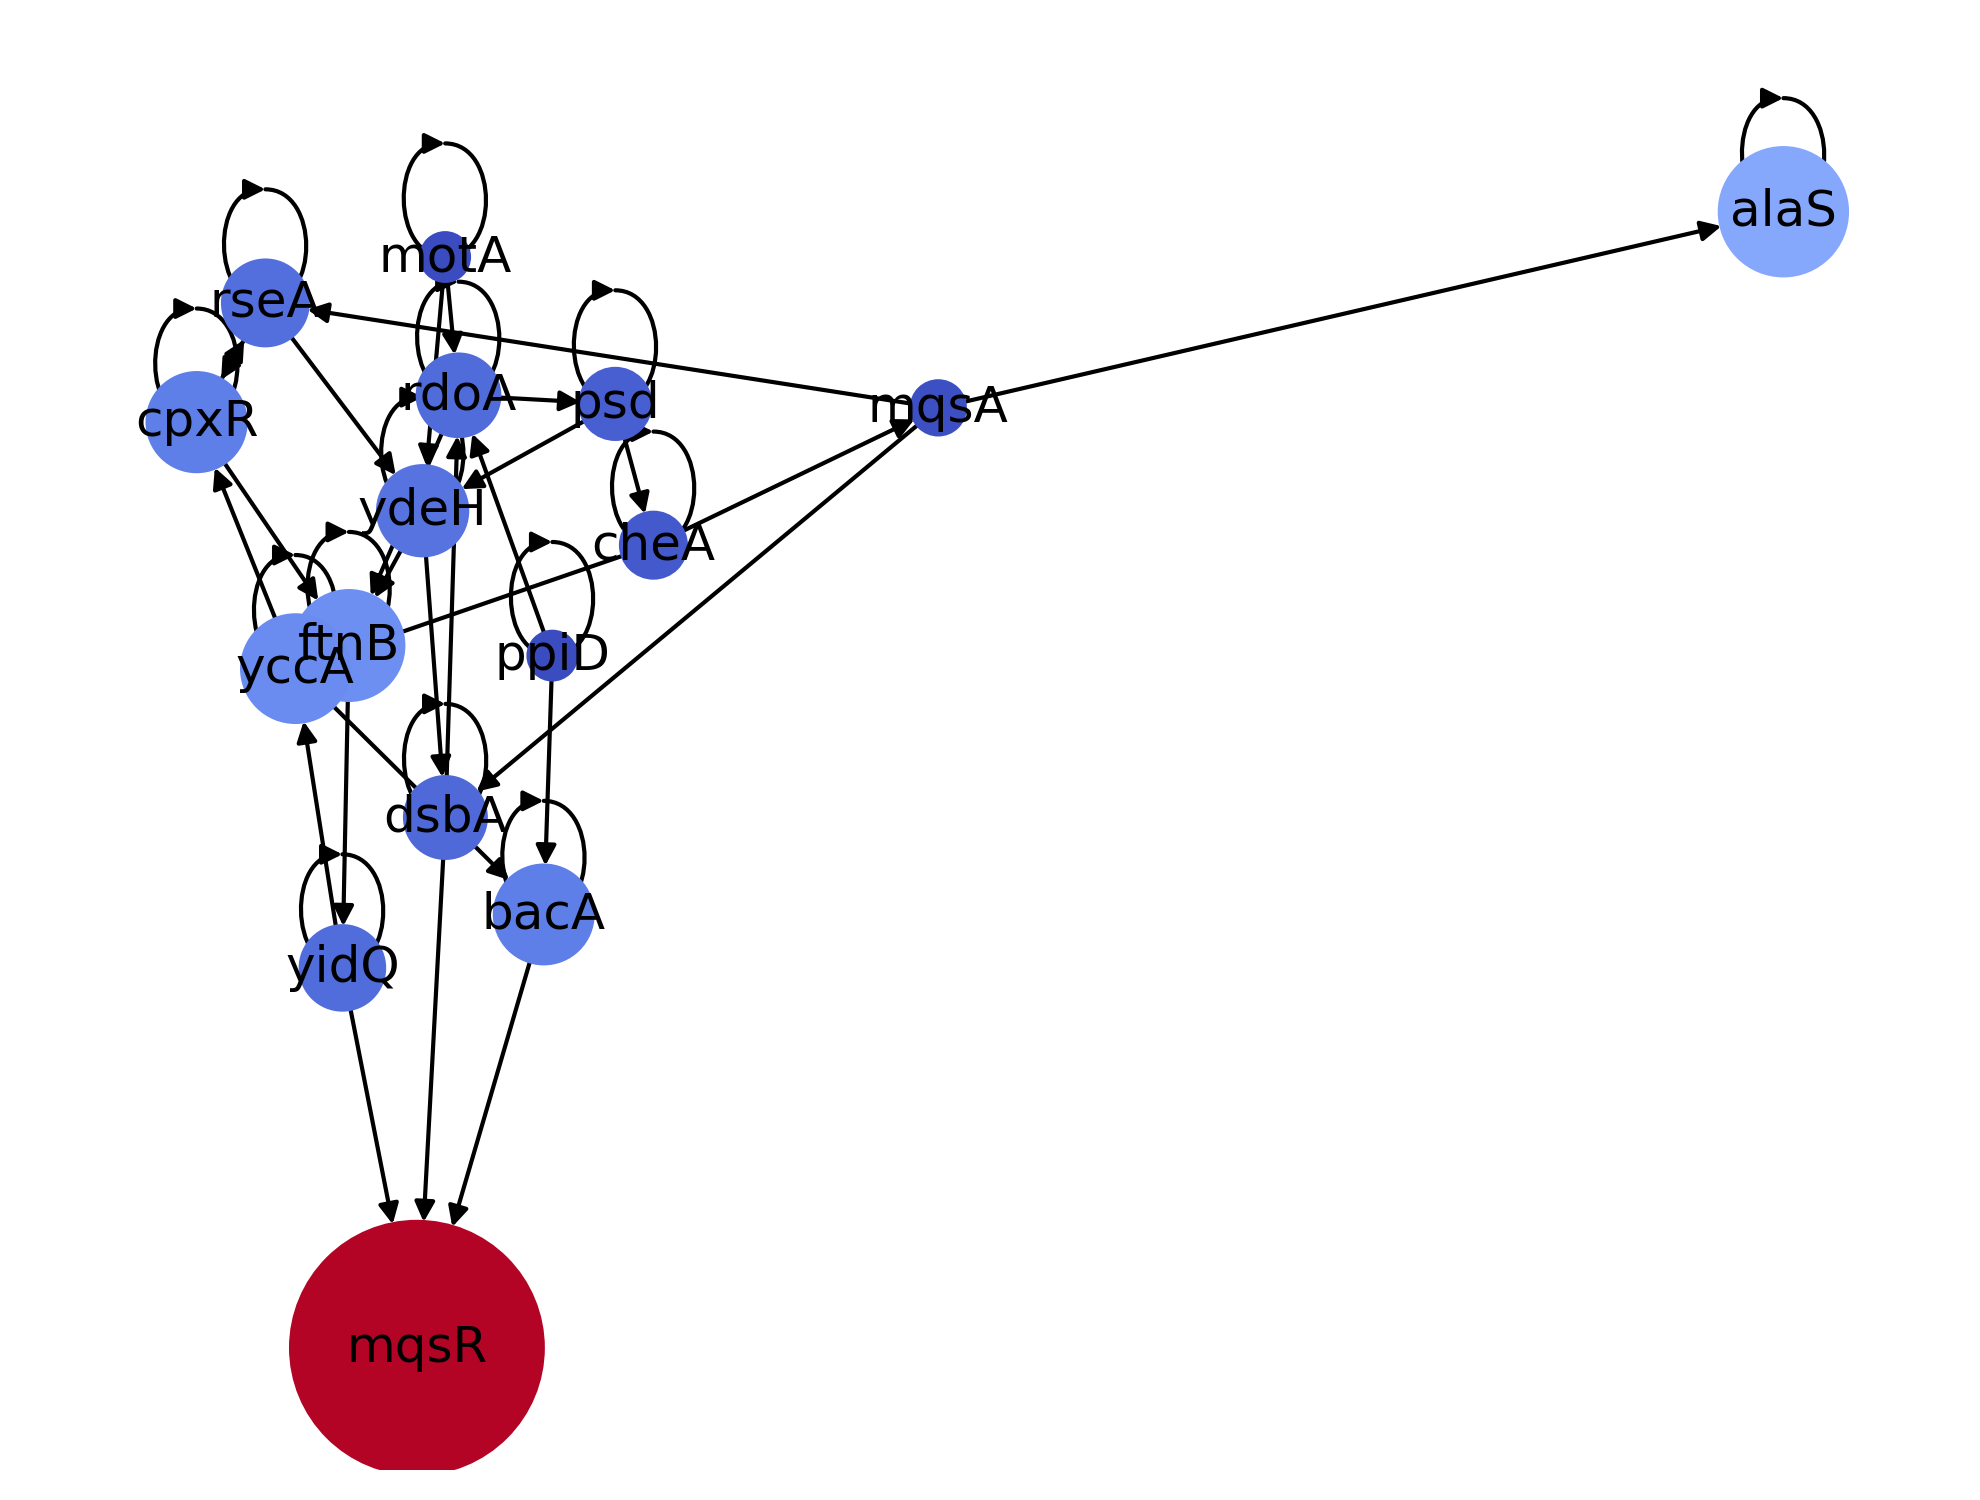 alaS
motA
rseA
rdoA
psd
mqsA
cpxR
ydeH
cheA
ftnB
yccA
ppiD
dsbA
bacA
yidQ
mqsR